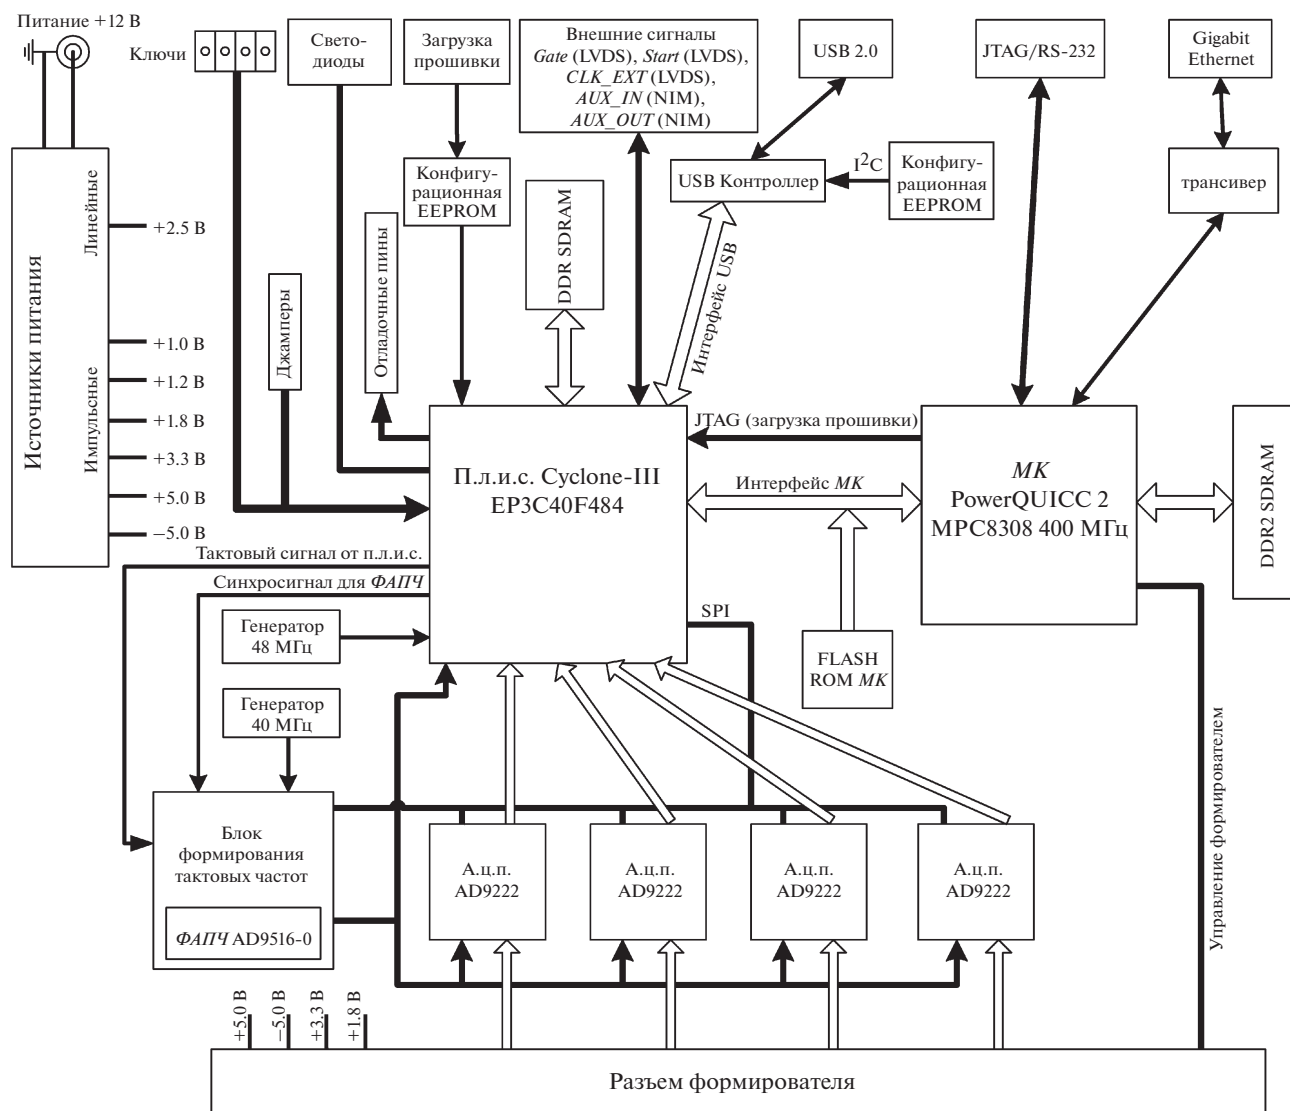 Питание +12 В
Ключи
Свето-
диоды
Загрузка
прошивки
Внешние сигналы
Gate (LVDS), Start (LVDS),
CLK_EXT (LVDS),
AUX_IN (NIM),
AUX_OUT (NIM)
USB 2.0
JTAG/RS-232
Gigabit
Ethernet
Конфигу-
рационная
EEPROM
USB Контроллер
I²C
Конфигу-
рационная
EEPROM
трансивер
Источники питания
Линейные
Импульсные
+2.5 В
+1.0 В
+1.2 В
+1.8 В
+3.3 В
+5.0 В
−5.0 В
Джамперы
Отладочные пины
DDR SDRAM
Интерфейс USB
JTAG (загрузка прошивки)
П.л.и.с. Cyclone-III
EP3C40F484
Интерфейс МК
МК
PowerQUICC 2
MPC8308 400 МГц
DDR2 SDRAM
Тактовый сигнал от п.л.и.с.
Синхросигнал для ФАПЧ
Генератор
48 МГц
SPI
FLASH
ROM МК
Генератор
40 МГц
Управление формирователем
Блок
формирования
тактовых частот
ФАПЧ AD9516-0
А.ц.п.
AD9222
А.ц.п.
AD9222
А.ц.п.
AD9222
А.ц.п.
AD9222
+5.0 В
−5.0 В
+3.3 В
+1.8 В
Разъем формирователя